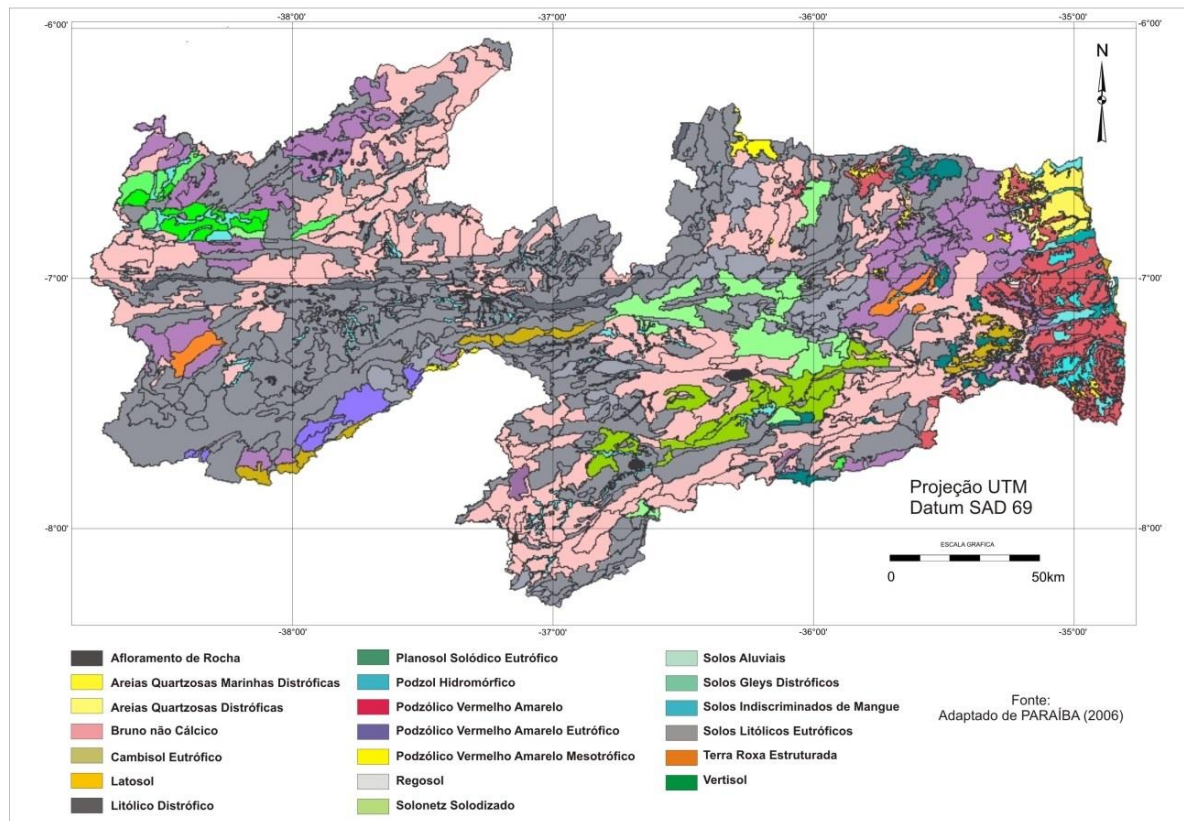 -38°00'
-37°00'
-36°00'
-35°00'
-6°00'
-6°00'
N
-7°00'
-7°00'
Projeção UTM
Datum SAD 69
-8°00'
-8°00'
ESCALA GRAFICA
0
50km
-38°00'
-37°00'
-36°00'
-35°00'
Afloramento de Rocha
Areias Quartzosas Marinhas Distróficas
Areias Quartzosas Distróficas
Bruno não Cálcico
Cambisol Eutrófico
Latosol
Litólico Distrófico
Planosol Solódico Eutrófico
Podzol Hidromórfico
Podzólico Vermelho Amarelo
Podzólico Vermelho Amarelo Eutrófico
Podzólico Vermelho Amarelo Mesotrófico
Regosol
Solonetz Solodizado
Solos Aluviais
Solos Gleys Distróficos
Solos Indiscriminados de Mangue
Solos Litólicos Eutróficos
Terra Roxa Estruturada
Vertisol
Fonte:
Adaptado de PARAÍBA (2006)